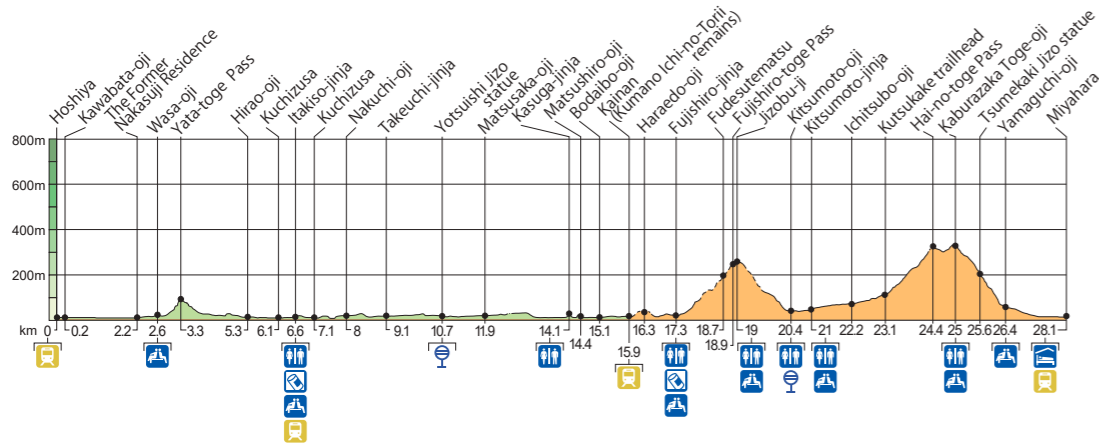 Hoshiya
Kawabata-oji
The Former
Nakasuji Residence
Wasa-oji
Yata-toge Pass
Hirao-oji
Kuchizusa
Itakiso-jinja
Kuchizusa
Nakuchi-oji
Takeuchi-jinja
Yotsuishi Jizo
statue
Matsusaka-oji
Kasuga-jinja
Matsushiro-oji
Bodaibo-oji
Kainan
(Kumano Ichi-no-Torii
remains)
Haraedo-oji
Fujishiro-jinja
Fudesutematsu
Fujishiro-toge Pass
Jizobu-ji
Kitsumoto-oji
Kitsumoto-jinja
Ichitsubo-oji
Kutsukake trailhead
Hai-no-toge Pass
Kaburazaka Toge-oji
Tsumekaki Jizo statue
Yamaguchi-oji
Miyahara
800m
600m
400m
200m
km 0 0.2 2.2 2.6 3.3 5.3 6.1 6.6 7.1 8 9.1 10.7 11.9 14.1 15.1 16.3 17.3 18.7 19 20.4 21 22.2 23.1 24.4 25 25.6 26.4 28.1
14.4 15.9 18.9